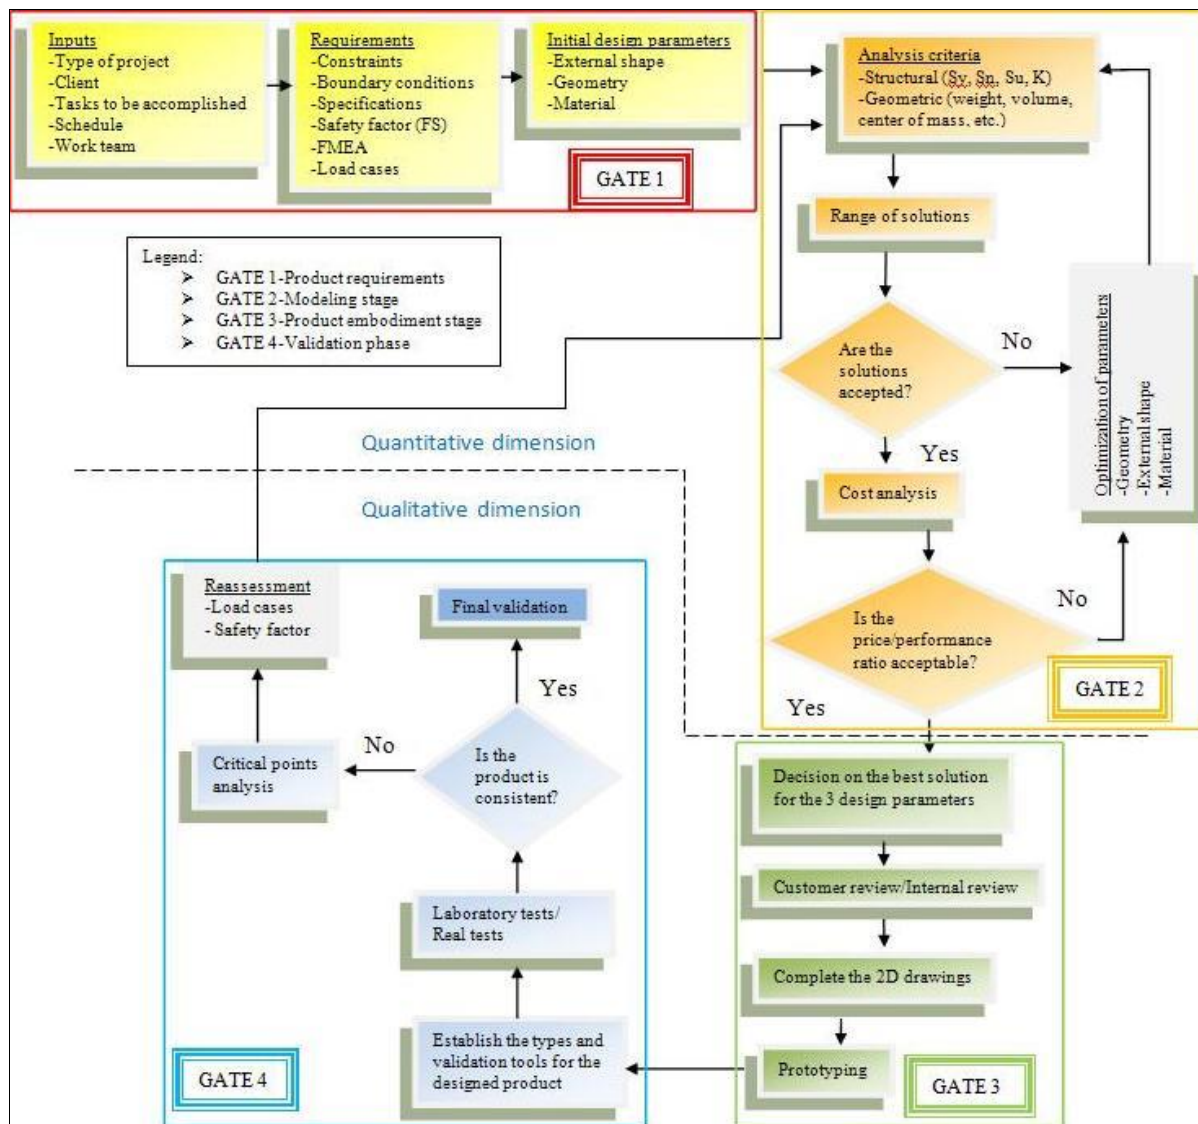 Inputs
-Type of project
-Client
-Tasks to be accomplished
-Schedule
-Work team
Requirements
-Constraints
-Boundary conditions
-Specifications
-Safety factor (FS)
-FMEA
-Load cases
Initial design parameters
-External shape
-Geometry
-Material
GATE 1
Analysis criteria
-Structural (Sy, Sn, Su, K)
-Geometric (weight, volume,
center of mass, etc.)
Range of solutions
Legend:
➤ GATE 1-Product requirements
➤ GATE 2-Modeling stage
➤ GATE 3-Product embodiment stage
➤ GATE 4-Validation phase
Are the
solutions
accepted?
No
Yes
Optimization of parameters
-Geometry
-External shape
-Material
Quantitative dimension
Qualitative dimension
Cost analysis
Is the
price/performance
ratio acceptable?
No
Yes
GATE 2
Reassessment
-Load cases
- Safety factor
Final validation
Yes
No
Critical points
analysis
Is the
product is
consistent?
Laboratory tests/
Real tests
Establish the types and
validation tools for the
designed product
GATE 4
Decision on the best solution
for the 3 design parameters
Customer review/Internal review
Complete the 2D drawings
Prototyping
GATE 3